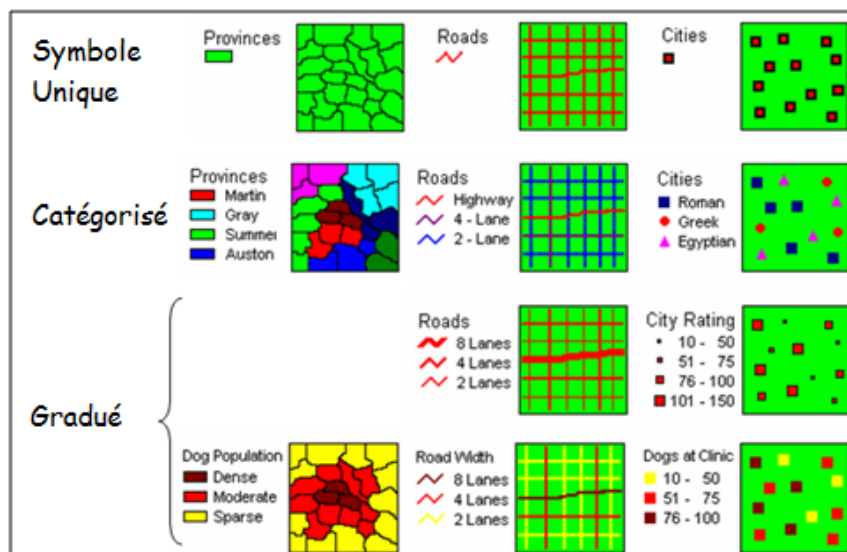 Symbole
Unique
Provinces
Roads
Cities
Catégorisé
Provinces
Martin
Gray
Summer
Auston
Roads
Highway
4 - Lane
2 - Lane
Cities
Roman
Greek
Egyptian
Gradué
Roads
8 Lanes
4 Lanes
2 Lanes
City Rating
10 - 50
51 - 75
76 - 100
101 - 150
Dog Population
Dense
Moderate
Sparse
Road Width
8 Lanes
4 Lanes
2 Lanes
Dogs at Clinic
10 - 50
51 - 75
76 - 100